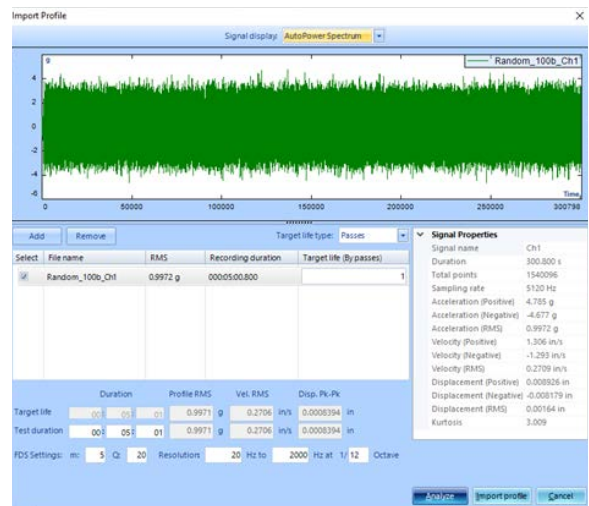 Import Profile
Signal display: AutoPower Spectrum
g
Random_100b_Ch1
4
2
0
-2
-4
-6
Time,
0 50000 100000 150000 200000 250000 300798
Add Remove Target life type: Passes
Select File name RMS Recording duration Target life (By passes)
Random_100b_Ch1 0.9972 g 000:05:00.800 1
Signal Properties
Signal name Ch1
Duration 300.800 s
Total points 1540096
Sampling rate 5120 Hz
Acceleration (Positive) 4.785 g
Acceleration (Negative) -4.677 g
Acceleration (RMS) 0.9972 g
Velocity (Positive) 1.306 in/s
Velocity (Negative) -1.293 in/s
Velocity (RMS) 0.2709 in/s
Displacement (Positive) 0.008926 in
Displacement (Negative) -0.008179 in
Displacement (RMS) 0.00164 in
Kurtosis 3.009
Duration Profile RMS Vel. RMS Disp. Pk-Pk
Target life 00: 05: 01 0.9971 g 0.2706 in/s 0.0008394 in
Test duration 00: 05: 01 0.9971 g 0.2706 in/s 0.0008394 in
FDS Settings: m: 5 Q: 20 Resolution: 20 Hz to 2000 Hz at 1/ 12 Octave
Analyze Import profile Cancel